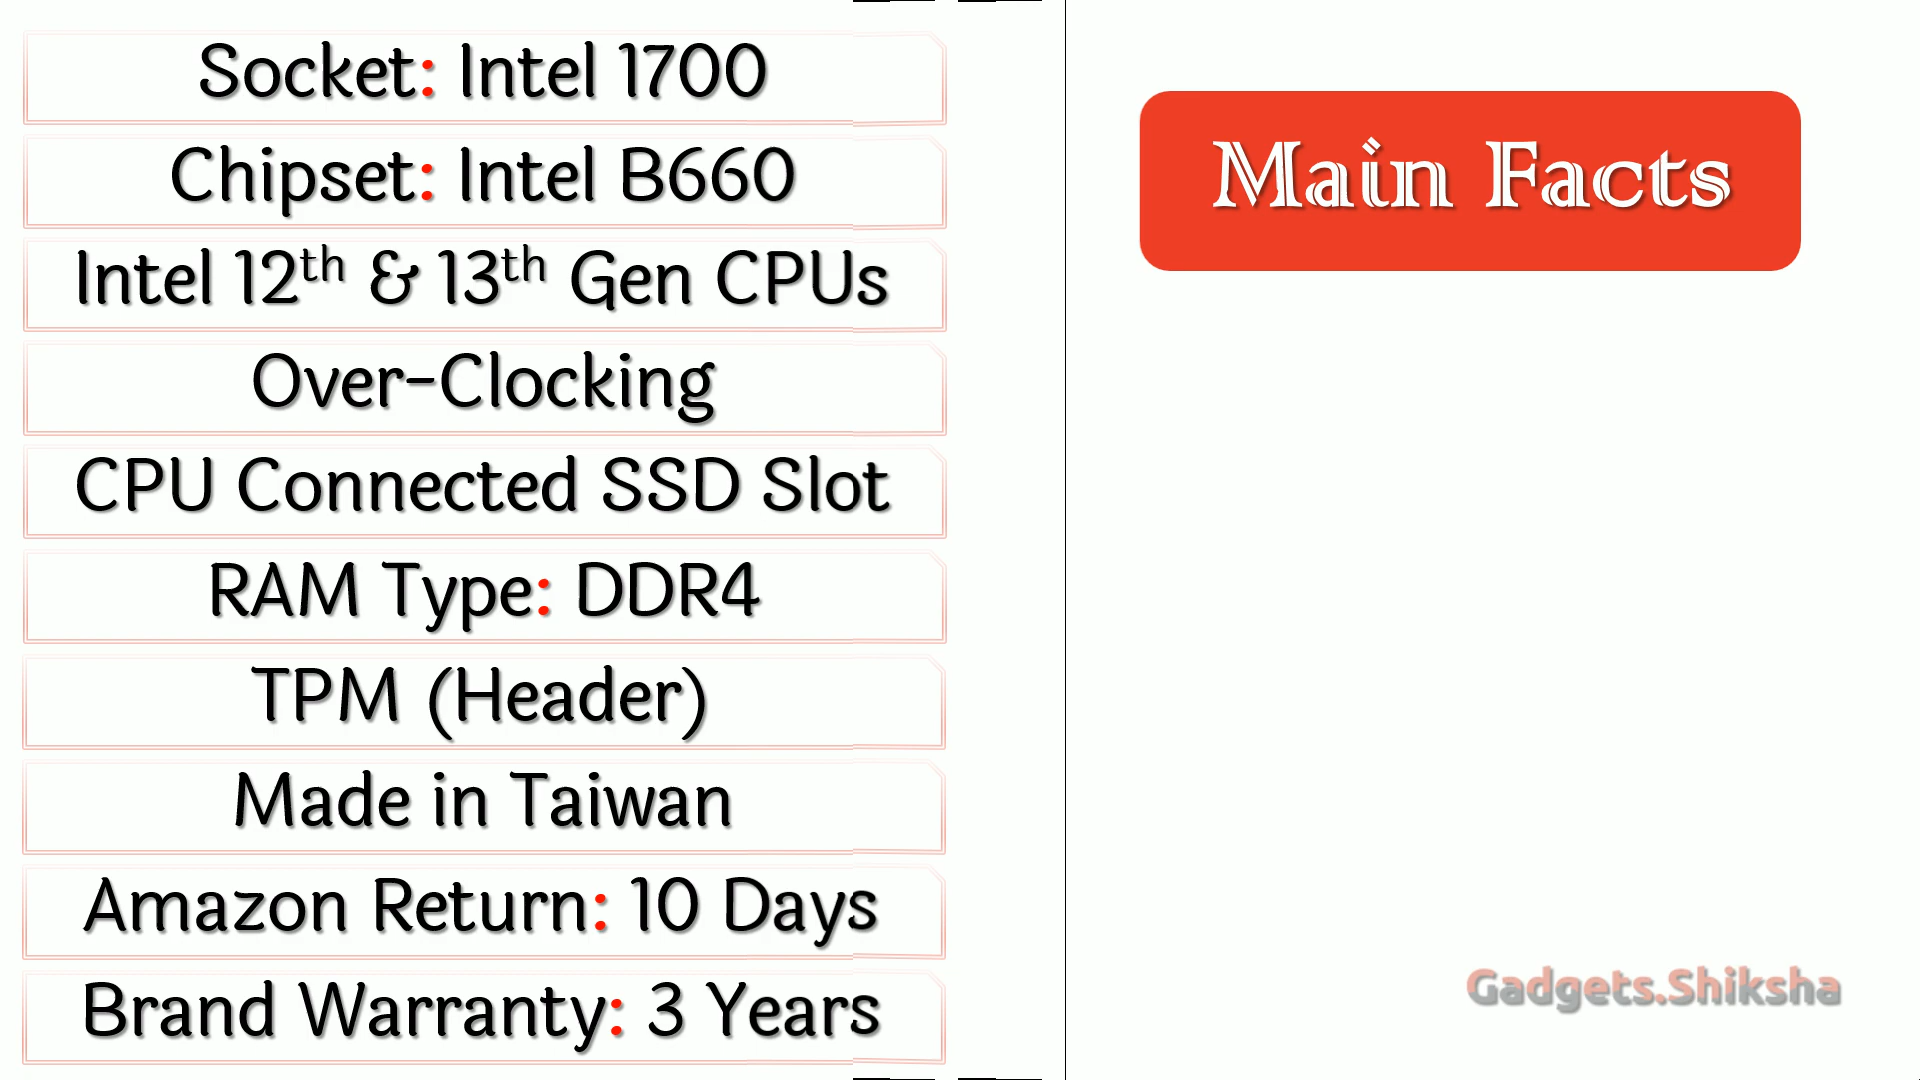 Socket: Intel 1700
Chipset: Intel B660
Intel 12th & 13th Gen CPUs
Over-Clocking
CPU Connected SSD Slot
RAM Type: DDR4
TPM (Header)
Made in Taiwan
Amazon Return: 10 Days
Brand Warranty: 3 Years
Main Facts
Gadgets.Shiksha